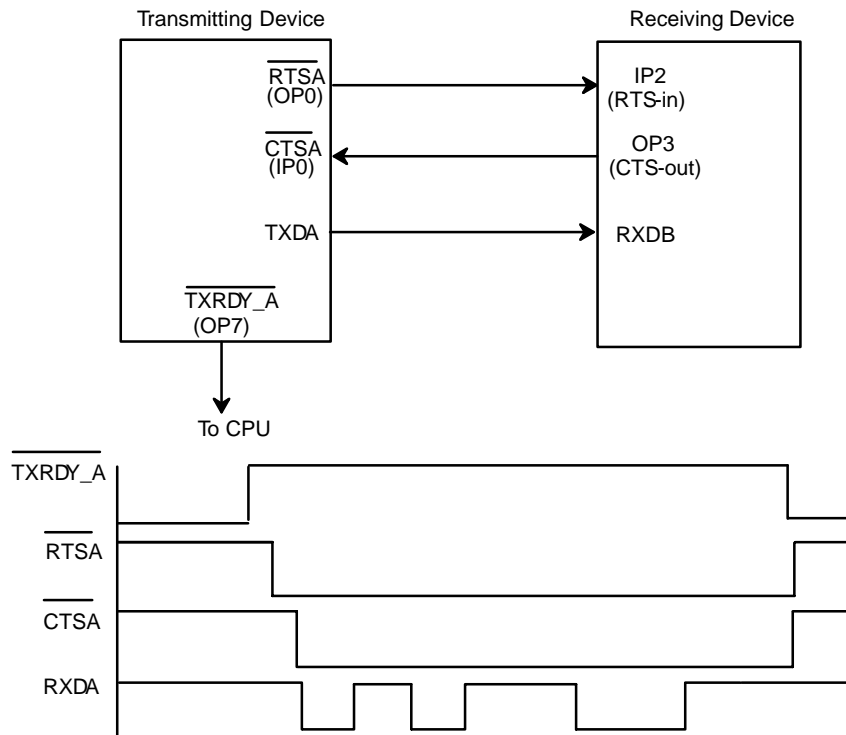 Transmitting Device
Receiving Device
RTSA
(OP0)
IP2
(RTS-in)
CTSA
(IP0)
OP3
(CTS-out)
TXDA
RXDB
TXRDY_A
(OP7)
To CPU
TXRDY_A
RTSA
CTSA
RXDA